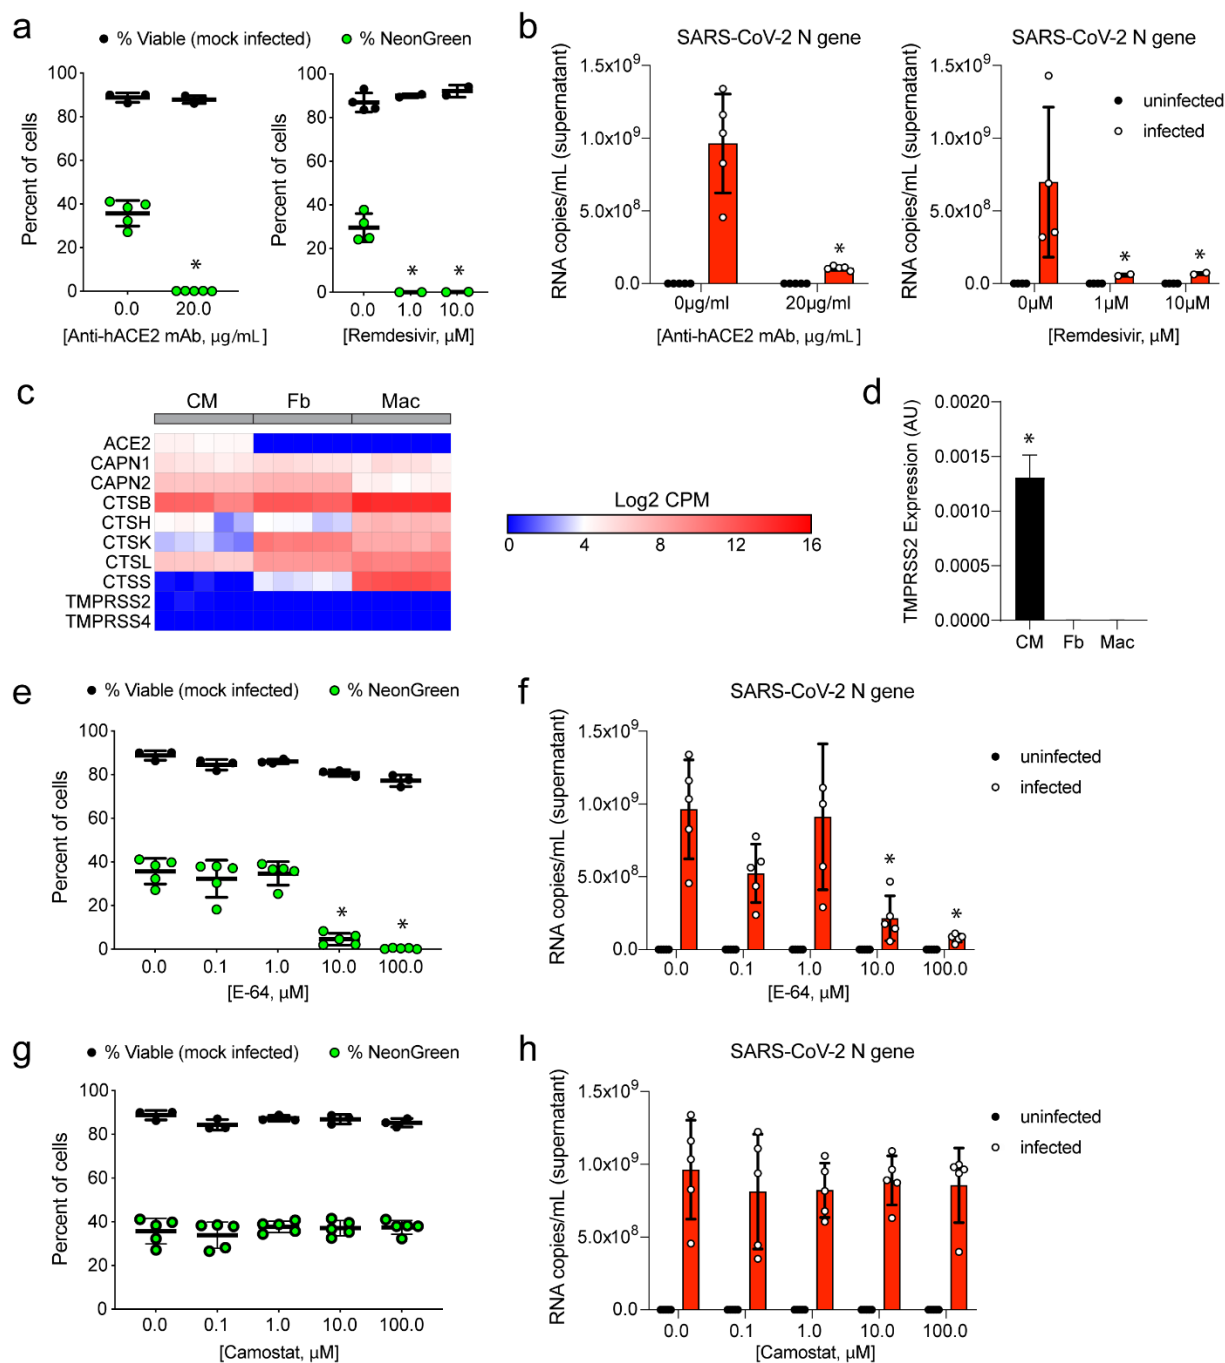 a
% Viable (mock infected)
% NeonGreen
Percent of cells
100
80
60
40
20
0
*
0.0
20.0
[Anti-hACE2 mAb, µg/mL]
Percent of cells
100
80
60
40
20
0
*
*
0.0
1.0
10.0
[Remdesivir, µM]
b
SARS-CoV-2 N gene
RNA copies/mL (supernatant)
1.5x10⁹
1.0x10⁹
5.0x10⁸
0.0
*
0µg/ml
20µg/ml
[Anti-hACE2 mAb, µg/mL]
SARS-CoV-2 N gene
RNA copies/mL (supernatant)
1.5x10⁹
1.0x10⁹
5.0x10⁸
0.0
*
*
0µM
1µM
10µM
[Remdesivir, µM]
uninfected
infected
c
CM
Fb
Mac
ACE2
CAPN1
CAPN2
CTSB
CTSH
CTSK
CTSL
CTSS
TMPRSS2
TMPRSS4
Log2 CPM
0
4
8
12
16
d
TMPRSS2 Expression (AU)
0.0020
0.0015
0.0010
0.0005
0.0000
*
CM
Fb
Mac
e
% Viable (mock infected)
% NeonGreen
Percent of cells
100
80
60
40
20
0
*
*
0.0
0.1
1.0
10.0
100.0
[E-64, µM]
f
SARS-CoV-2 N gene
RNA copies/mL (supernatant)
1.5x10⁹
1.0x10⁹
5.0x10⁸
0.0
*
*
0.0
0.1
1.0
10.0
100.0
[E-64, µM]
uninfected
infected
g
% Viable (mock infected)
% NeonGreen
Percent of cells
100
80
60
40
20
0
0.0
0.1
1.0
10.0
100.0
[Camostat, µM]
h
SARS-CoV-2 N gene
RNA copies/mL (supernatant)
1.5x10⁹
1.0x10⁹
5.0x10⁸
0.0
0.0
0.1
1.0
10.0
100.0
[Camostat, µM]
uninfected
infected